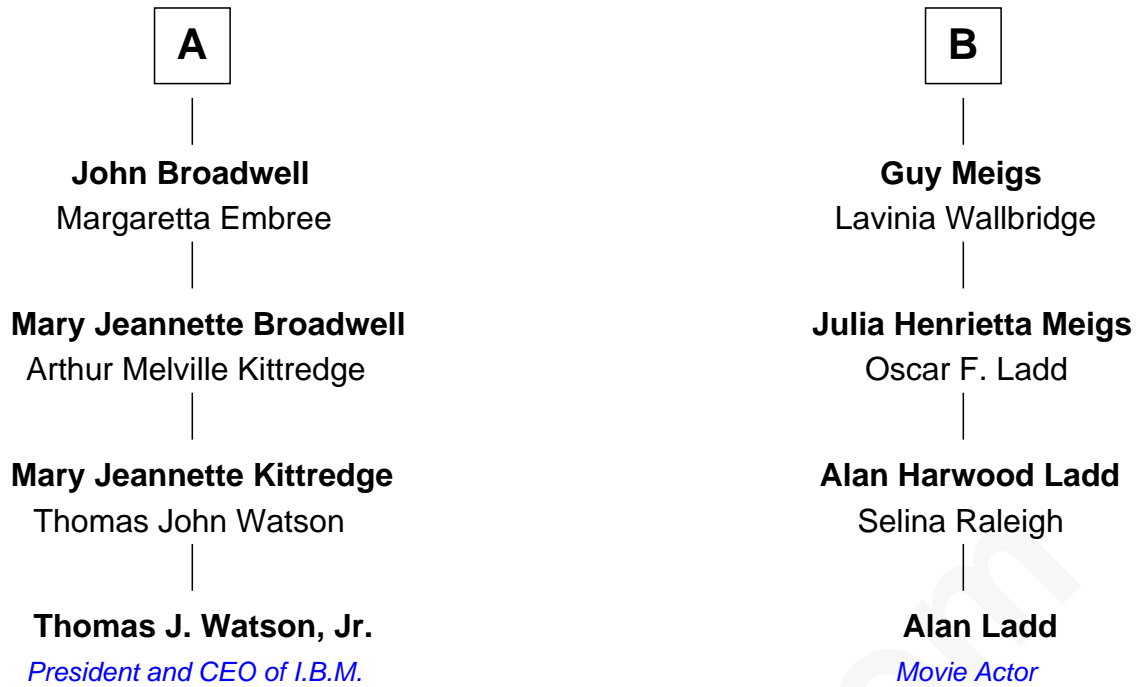 A
John Broadwell
Margaretta Embree
Mary Jeannette Broadwell
Arthur Melville Kittredge
Mary Jeannette Kittredge
Thomas John Watson
Thomas J. Watson, Jr.
President and CEO of I.B.M.
B
Guy Meigs
Lavinia Wallbridge
Julia Henrietta Meigs
Oscar F. Ladd
Alan Harwood Ladd
Selina Raleigh
Alan Ladd
Movie Actor